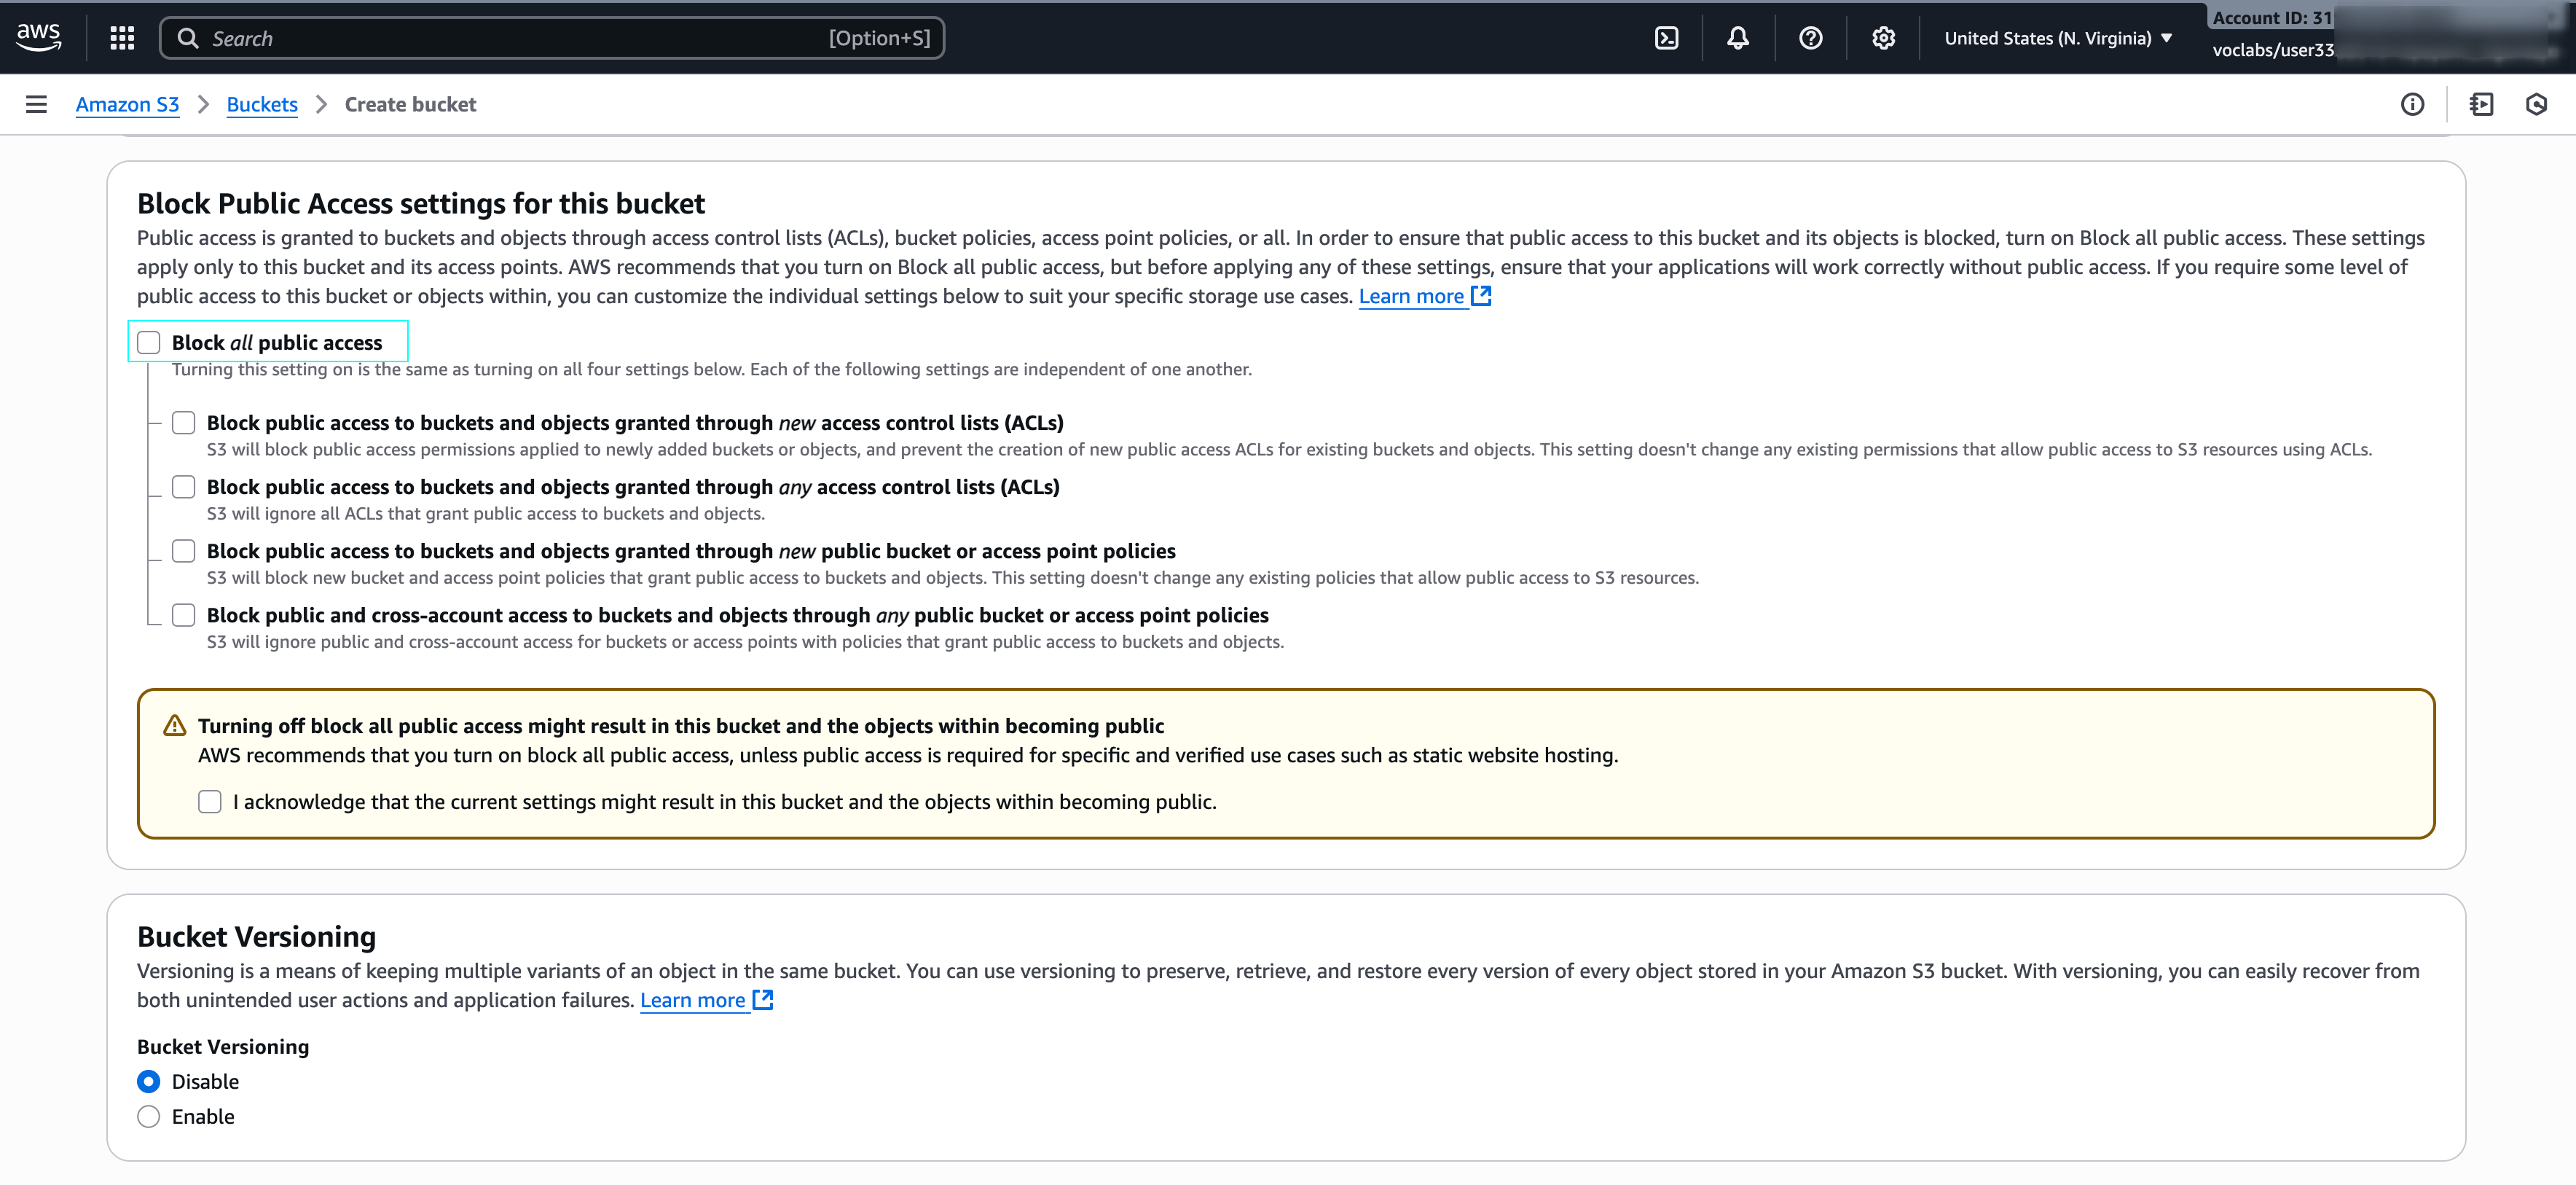 aws
Search
[Option+S]
United States (N. Virginia)
Account ID: 31
voclabs/user33
Amazon S3
Buckets
Create bucket
Block Public Access settings for this bucket
Public access is granted to buckets and objects through access control lists (ACLs), bucket policies, access point policies, or all. In order to ensure that public access to this bucket and its objects is blocked, turn on Block all public access. These settings
apply only to this bucket and its access points. AWS recommends that you turn on Block all public access, but before applying any of these settings, ensure that your applications will work correctly without public access. If you require some level of
public access to this bucket or objects within, you can customize the individual settings below to suit your specific storage use cases. Learn more
Block all public access
Turning this setting on is the same as turning on all four settings below. Each of the following settings are independent of one another.
Block public access to buckets and objects granted through new access control lists (ACLs)
S3 will block public access permissions applied to newly added buckets or objects, and prevent the creation of new public access ACLs for existing buckets and objects. This setting doesn't change any existing permissions that allow public access to S3 resources using ACLs.
Block public access to buckets and objects granted through any access control lists (ACLs)
S3 will ignore all ACLs that grant public access to buckets and objects.
Block public access to buckets and objects granted through new public bucket or access point policies
S3 will block new bucket and access point policies that grant public access to buckets and objects. This setting doesn't change any existing policies that allow public access to S3 resources.
Block public and cross-account access to buckets and objects through any public bucket or access point policies
S3 will ignore public and cross-account access for buckets or access points with policies that grant public access to buckets and objects.
Turning off block all public access might result in this bucket and the objects within becoming public
AWS recommends that you turn on block all public access, unless public access is required for specific and verified use cases such as static website hosting.
I acknowledge that the current settings might result in this bucket and the objects within becoming public.
Bucket Versioning
Versioning is a means of keeping multiple variants of an object in the same bucket. You can use versioning to preserve, retrieve, and restore every version of every object stored in your Amazon S3 bucket. With versioning, you can easily recover from
both unintended user actions and application failures. Learn more
Bucket Versioning
Disable
Enable